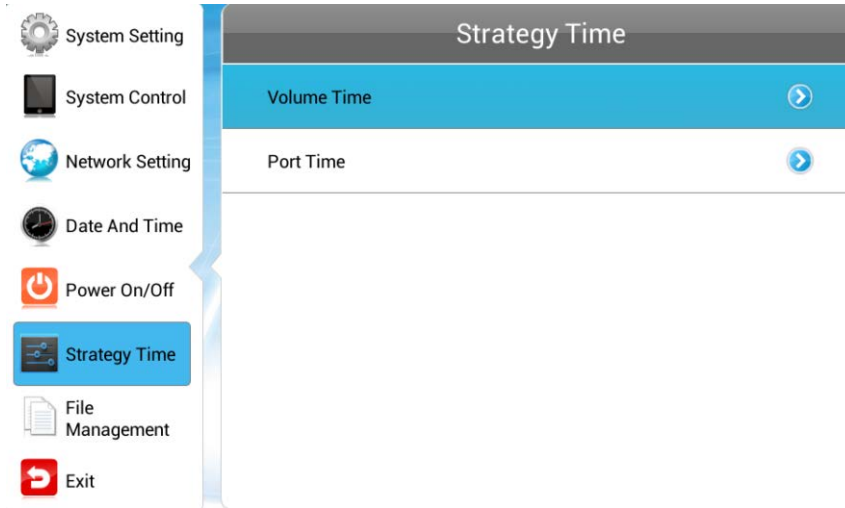 System Setting
System Control
Network Setting
Date And Time
Power On/Off
Strategy Time
File
Management
Exit
Strategy Time
Volume Time
Port Time